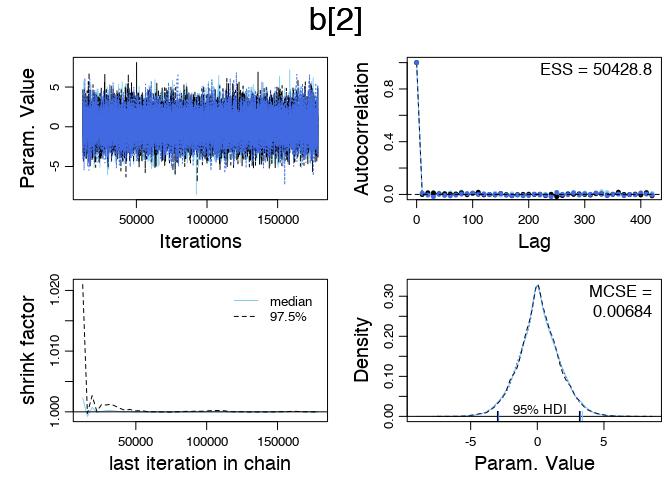 b[2]
Param. Value
5
0
-5
50000 100000 150000
Iterations
Autocorrelation
0.8
0.4
0.0
ESS = 50428.8
0 100 200 300 400
Lag
shrink factor
1.020
1.010
1.000
median
97.5%
50000 100000 150000
last iteration in chain
Density
0.30
0.20
0.10
0.00
MCSE =
0.00684
95% HDI
-5 0 5
Param. Value